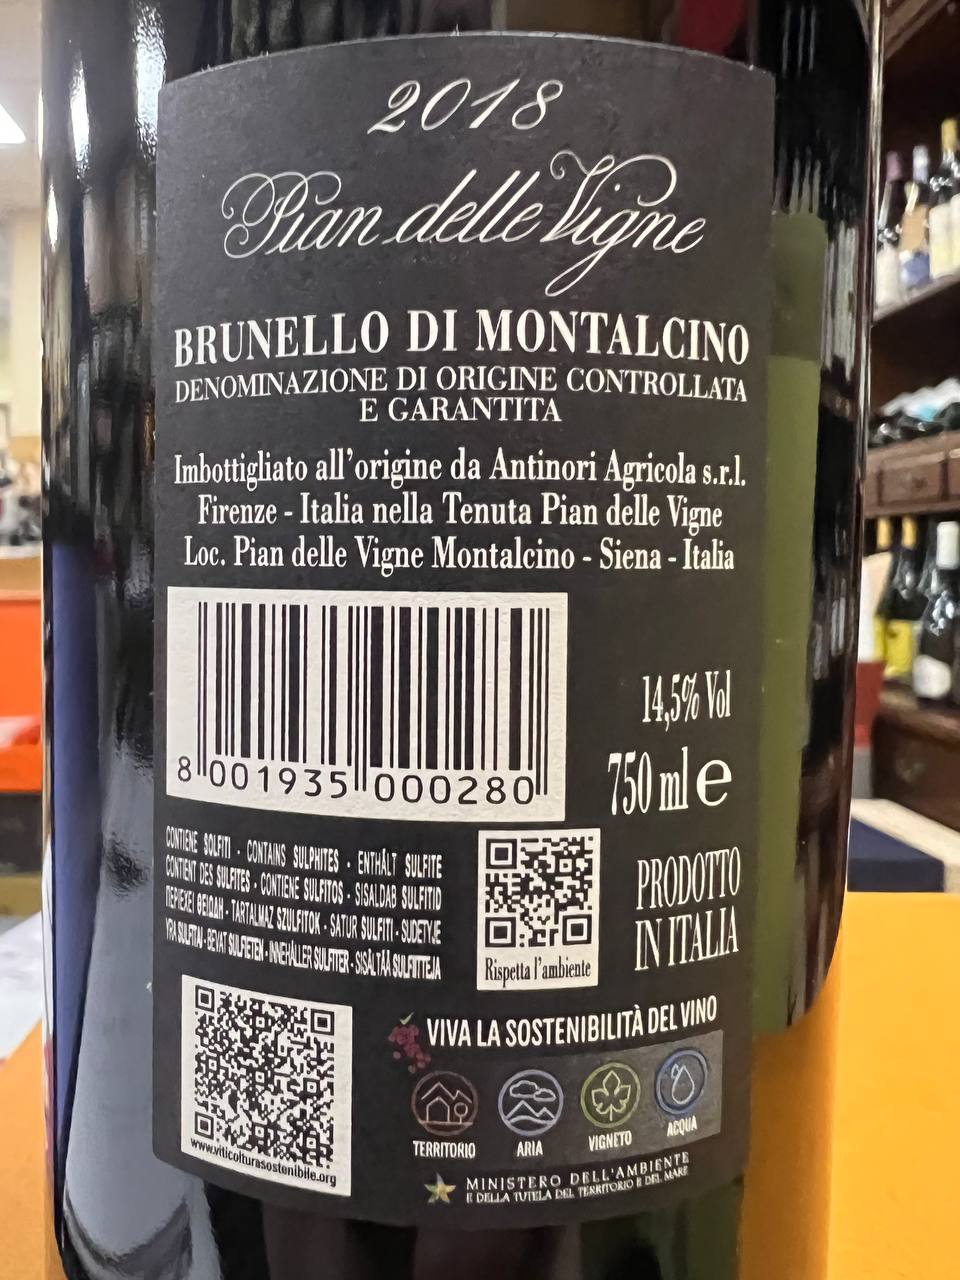 2018
Pian delle Vigne
BRUNELLO DI MONTALCINO
DENOMINAZIONE DI ORIGINE CONTROLLATA
E GARANTITA
Imbottigliato all'origine da Antinori Agricola s.r.l.
Firenze - Italia nella Tenuta Pian delle Vigne
Loc. Pian delle Vigne Montalcino - Siena - Italia
8 001935 000280
14,5% Vol
750 ml e
CONTIENE SOLFITI - CONTAINS SULPHITES - ENTHÄLT SULFITE
CONTIENT DES SULFITES - CONTIENE SULFITOS - SISALDAB SULFITID
ΠΕΡΙΕΧΕΙ ΘΕΙΩΔΗ - TARTALMAZ SZULFITOK - SATUR SULFITI - SUDĖTYJE
YRA SULFITAI - BEVAT SULFIETEN - INNEHÅLLER SULFITER - SISÄLTÄÄ SULFIITTEJA
Rispetta l'ambiente
PRODOTTO
IN ITALIA
www.viticolturasostenibile.org
VIVA LA SOSTENIBILITÀ DEL VINO
TERRITORIO ARIA VIGNETO ACQUA
MINISTERO DELL'AMBIENTE
E DELLA TUTELA DEL TERRITORIO E DEL MARE